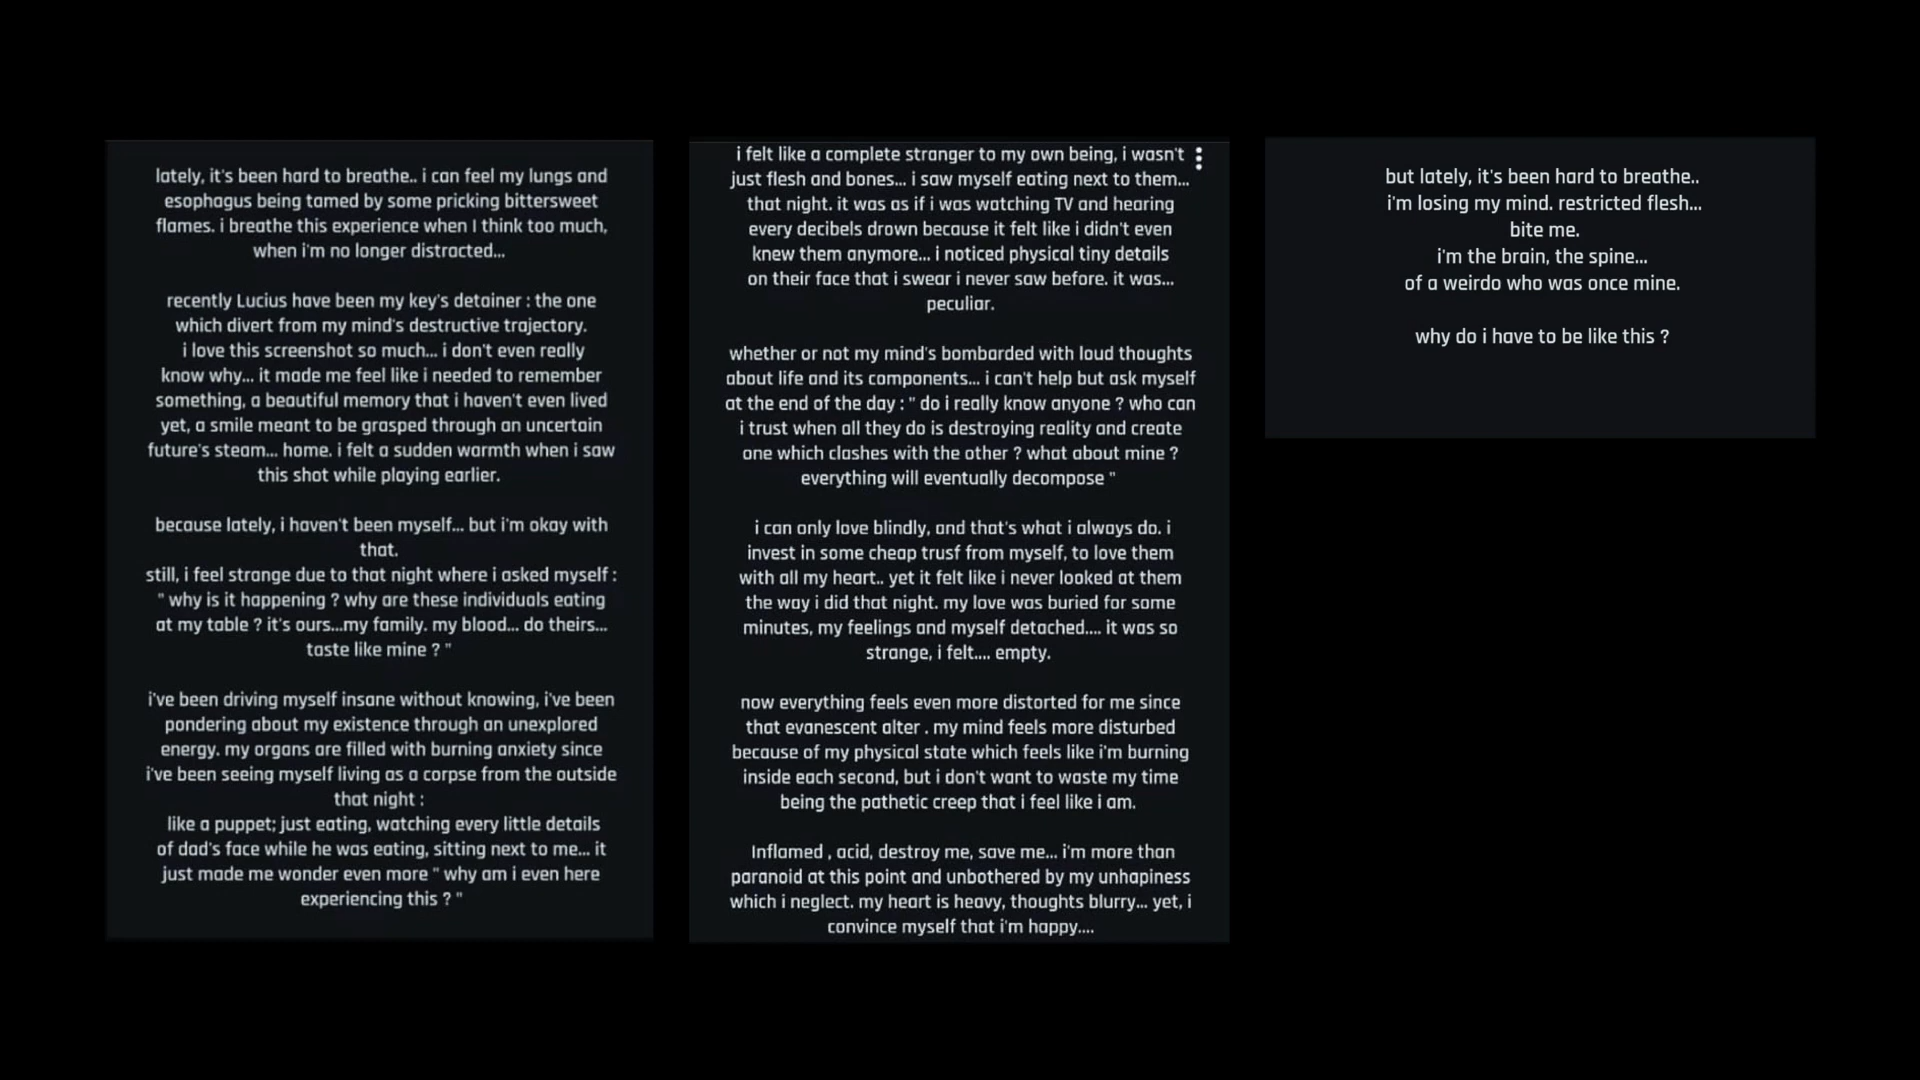 lately, it's been hard to breathe.. i can feel my lungs and
esophagus being tamed by some pricking bittersweet
flames. i breathe this experience when I think too much,
when i'm no longer distracted...
recently Lucius have been my key's detainer : the one
which divert from my mind's destructive trajectory.
i love this screenshot so much... i don't even really
know why... it made me feel like i needed to remember
something, a beautiful memory that i haven't even lived
yet, a smile meant to be grasped through an uncertain
future's steam... home. i felt a sudden warmth when i saw
this shot while playing earlier.
because lately, i haven't been myself... but i'm okay with
that.
still, i feel strange due to that night where i asked myself :
" why is it happening ? why are these individuals eating
at my table ? it's ours...my family. my blood... do theirs...
taste like mine ? "
i've been driving myself insane without knowing, i've been
pondering about my existence through an unexplored
energy. my organs are filled with burning anxiety since
i've been seeing myself living as a corpse from the outside
that night :
like a puppet; just eating, watching every little details
of dad's face while he was eating, sitting next to me... it
just made me wonder even more " why am i even here
experiencing this ? "
i felt like a complete stranger to my own being, i wasn't
just flesh and bones... i saw myself eating next to them...
that night. it was as if i was watching TV and hearing
every decibels drown because it felt like i didn't even
knew them anymore... i noticed physical tiny details
on their face that i swear i never saw before. it was...
peculiar.
whether or not my mind's bombarded with loud thoughts
about life and its components... i can't help but ask myself
at the end of the day : " do i really know anyone ? who can
i trust when all they do is destroying reality and create
one which clashes with the other ? what about mine ?
everything will eventually decompose "
i can only love blindly, and that's what i always do. i
invest in some cheap trusf from myself, to love them
with all my heart.. yet it felt like i never looked at them
the way i did that night. my love was buried for some
minutes, my feelings and myself detached.... it was so
strange, i felt.... empty.
now everything feels even more distorted for me since
that evanescent alter . my mind feels more disturbed
because of my physical state which feels like i'm burning
inside each second, but i don't want to waste my time
being the pathetic creep that i feel like i am.
Inflamed , acid, destroy me, save me... i'm more than
paranoid at this point and unbothered by my unhapiness
which i neglect. my heart is heavy, thoughts blurry... yet, i
convince myself that i'm happy....
but lately, it's been hard to breathe..
i'm losing my mind. restricted flesh...
bite me.
i'm the brain, the spine...
of a weirdo who was once mine.
why do i have to be like this ?